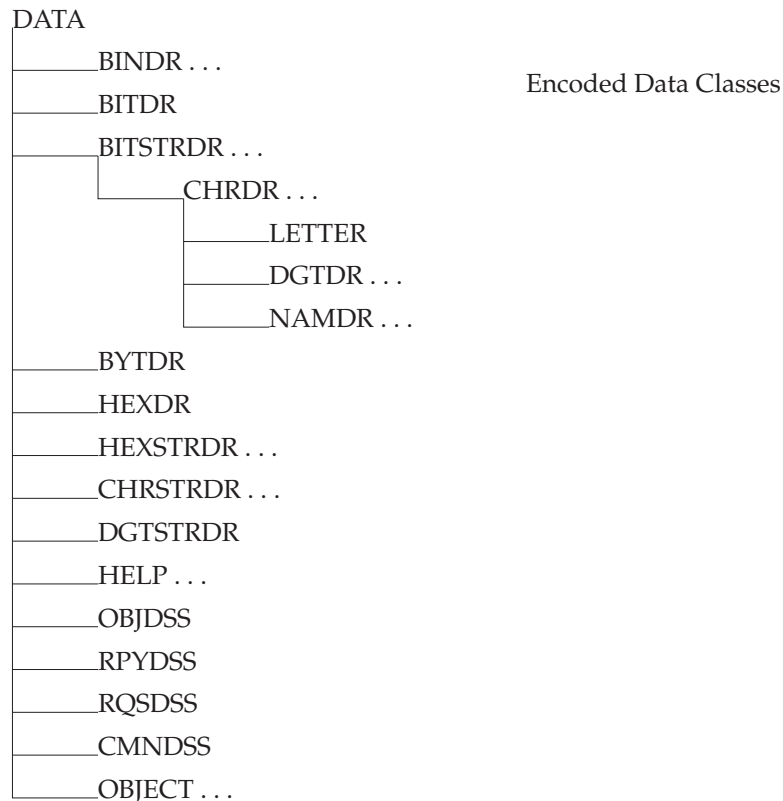 DATA
BINDR . . .
Encoded Data Classes
BITDR
BITSTRDR . . .
CHRDR . . .
LETTER
DGTDR . . .
NAMDR . . .
BYTDR
HEXDR
HEXSTRDR . . .
CHRSTRDR . . .
DGTSTRDR
HELP . . .
OBJDSS
RPYDSS
RQSDSS
CMNDSS
OBJECT . . .